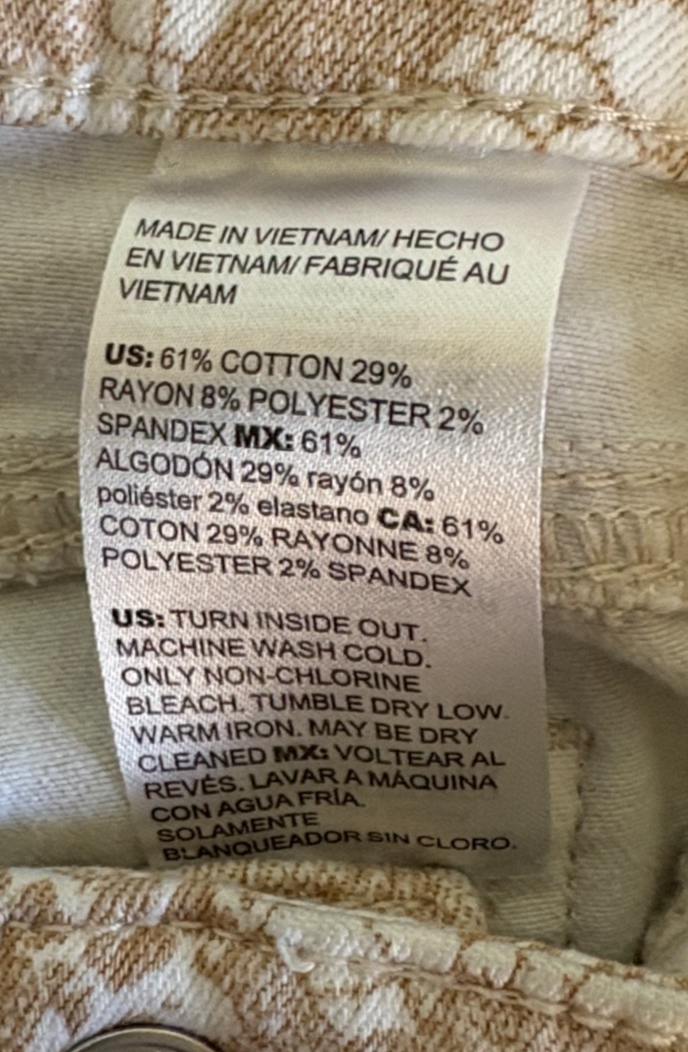 MADE IN VIETNAM/ HECHO
EN VIETNAM/ FABRIQUÉ AU
VIETNAM
US: 61% COTTON 29%
RAYON 8% POLYESTER 2%
SPANDEX MX: 61%
ALGODÓN 29% rayón 8%
poliéster 2% elastano CA: 61%
COTON 29% RAYONNE 8%
POLYESTER 2% SPANDEX
US: TURN INSIDE OUT.
MACHINE WASH COLD.
ONLY NON-CHLORINE
BLEACH. TUMBLE DRY LOW.
WARM IRON. MAY BE DRY
CLEANED MX: VOLTEAR AL
REVÉS. LAVAR A MÁQUINA
CON AGUA FRÍA.
SOLAMENTE
BLANQUEADOR SIN CLORO.